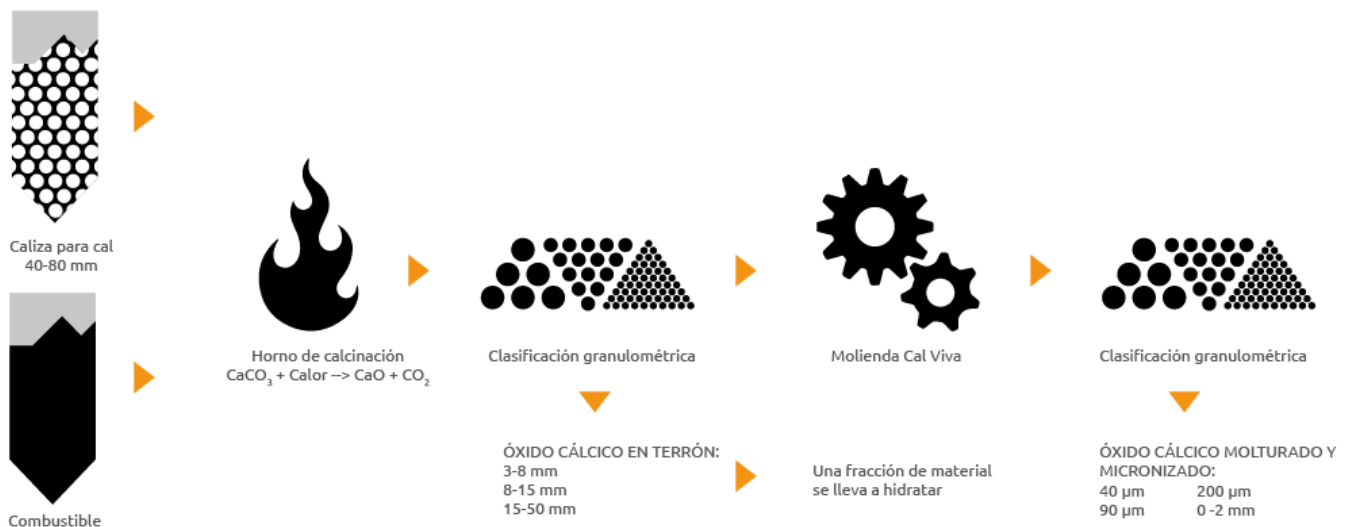 Caliza para cal
40-80 mm
Combustible
Horno de calcinación
CaCO₃ + Calor --> CaO + CO₂
Clasificación granulométrica
ÓXIDO CÁLCICO EN TERRÓN:
3-8 mm
8-15 mm
15-50 mm
Molienda Cal Viva
Una fracción de material
se lleva a hidratar
Clasificación granulométrica
ÓXIDO CÁLCICO MOLTURADO Y
MICRONIZADO:
40 µm 200 µm
90 µm 0 -2 mm